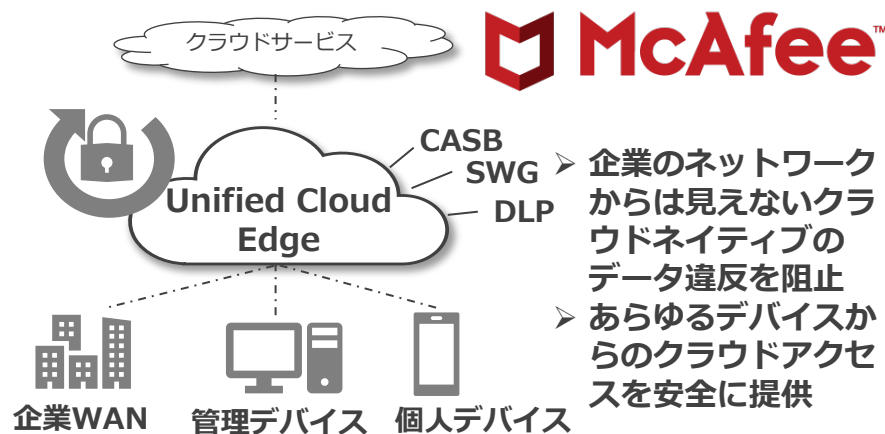 クラウドサービス
McAfee™
CASB
SWG
DLP
Unified Cloud
Edge
➢ 企業のネットワーク
からは見えないクラ
ウドネイティブの
データ違反を阻止
➢ あらゆるデバイスか
らのクラウドアクセ
スを安全に提供
企業WAN
管理デバイス
個人デバイス